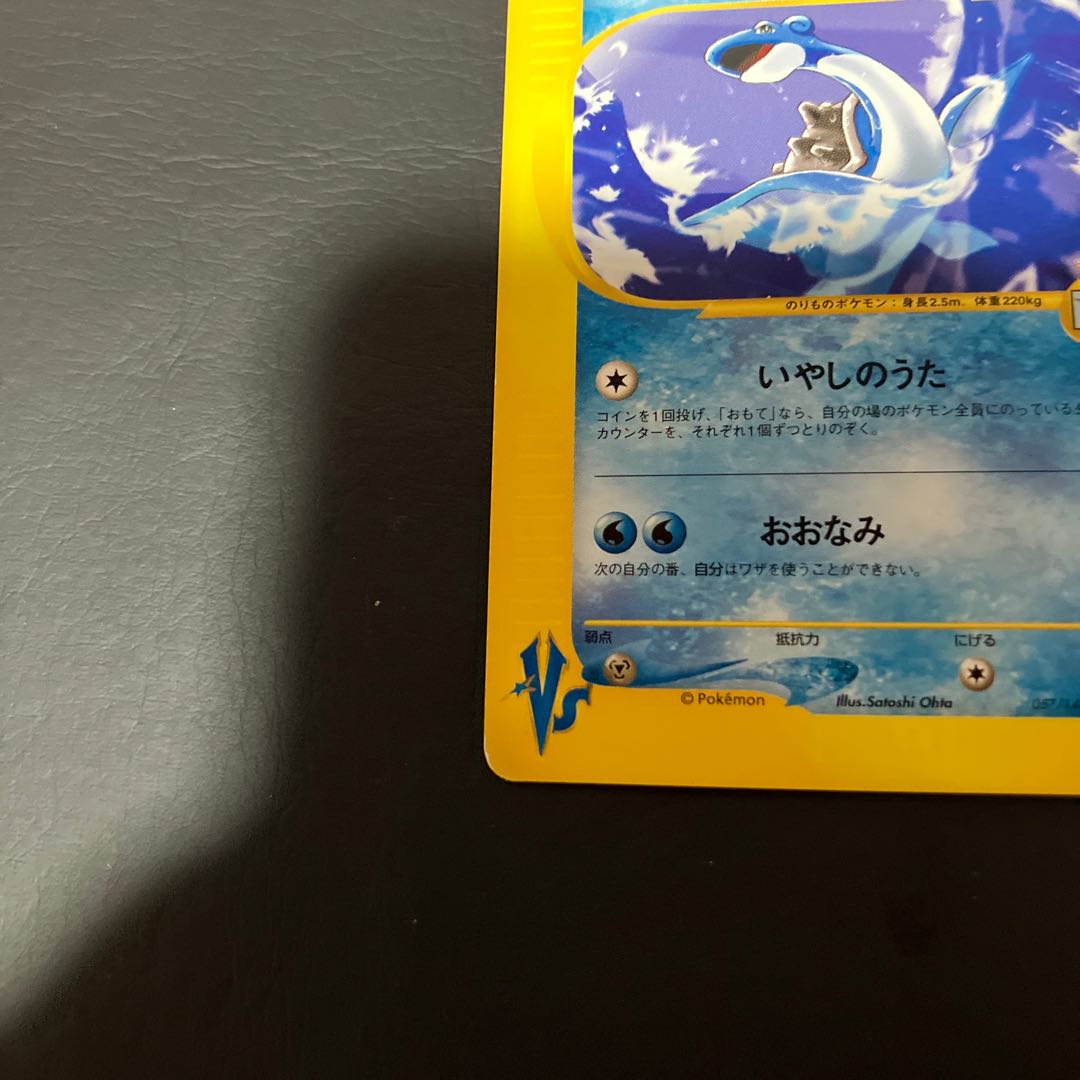 のりものポケモン：身長2.5m 体重220kg
いやしのうた
コインを1回投げ、「おもて」なら、自分の場のポケモン全員にのっている
カウンターを、それぞれ1個ずつとりのぞく。
おおなみ
次の自分の番、自分はワザを使うことができない。
弱点 抵抗力 にげる
VS
© Pokémon Illus.Satoshi Ohta